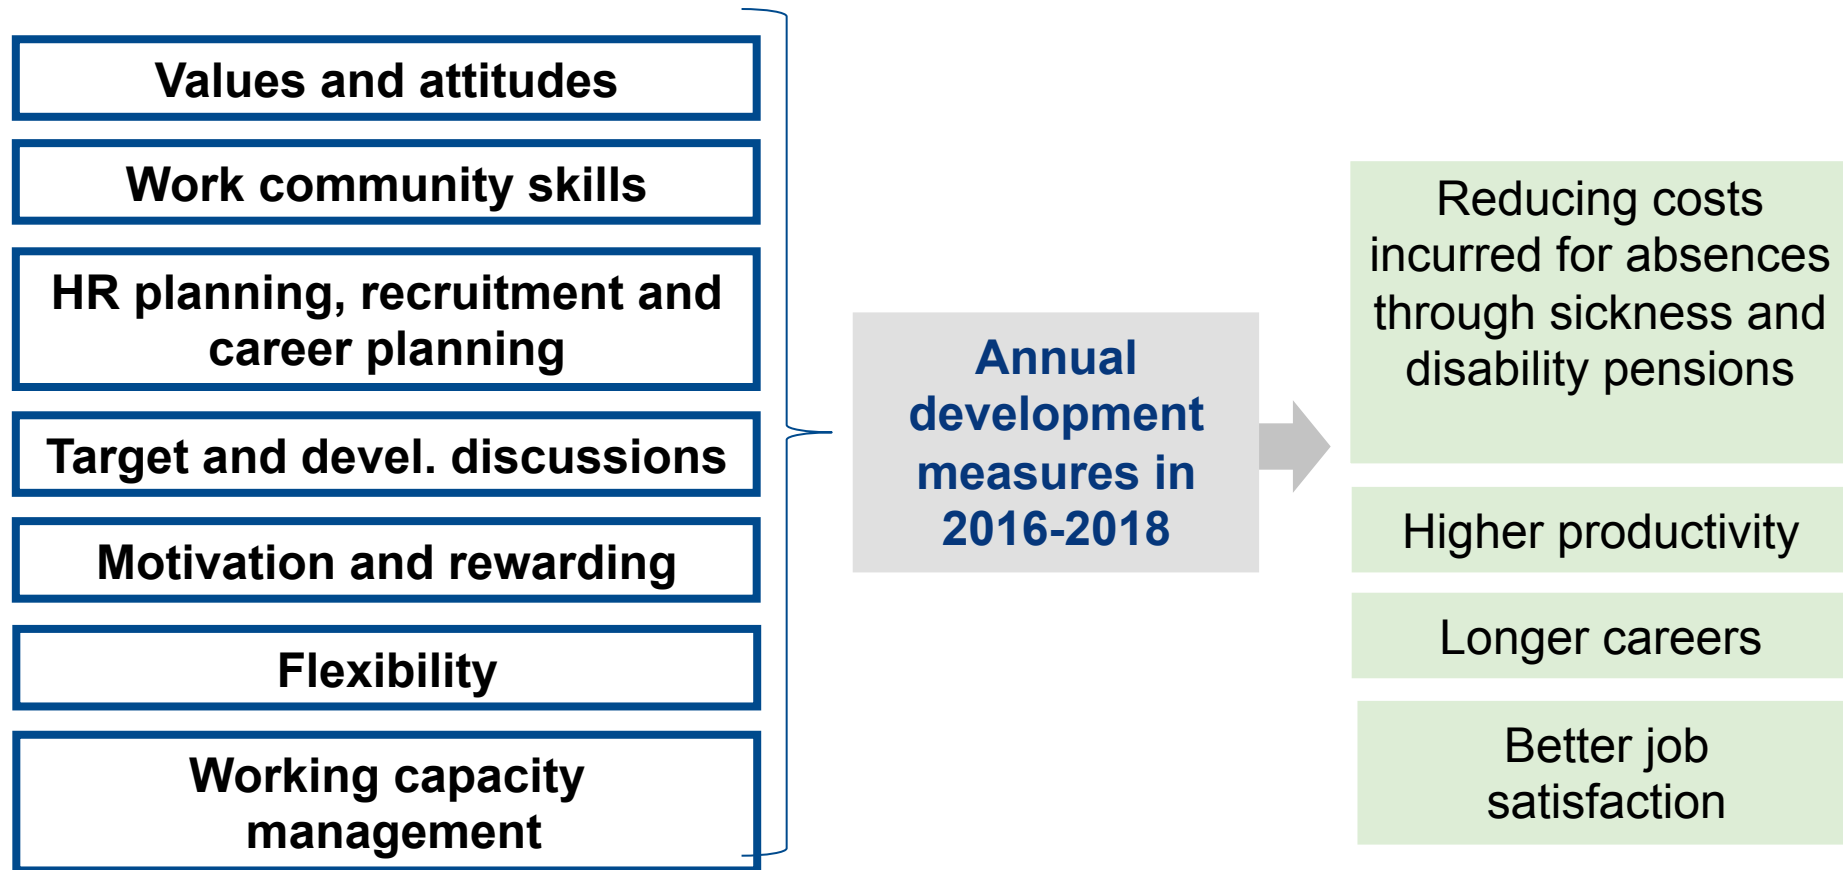 Values and attitudes
Work community skills
HR planning, recruitment and
career planning
Target and devel. discussions
Motivation and rewarding
Flexibility
Working capacity
management
Annual
development
measures in
2016-2018
Reducing costs
incurred for absences
through sickness and
disability pensions
Higher productivity
Longer careers
Better job
satisfaction